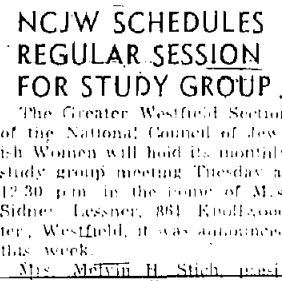 NCJW SCHEDULES
REGULAR SESSION
FOR STUDY GROUP
The Greater Westfield Section
of the National Council of Jew-
ish Women will hold its monthly
study group meeting Tuesday a
12:30 p.m. in the home of M.s
Sidney Lessner, 861 Knollwood
ter., Westfield, it was announced
this week.
Mrs. Melvin H. Stich, presi